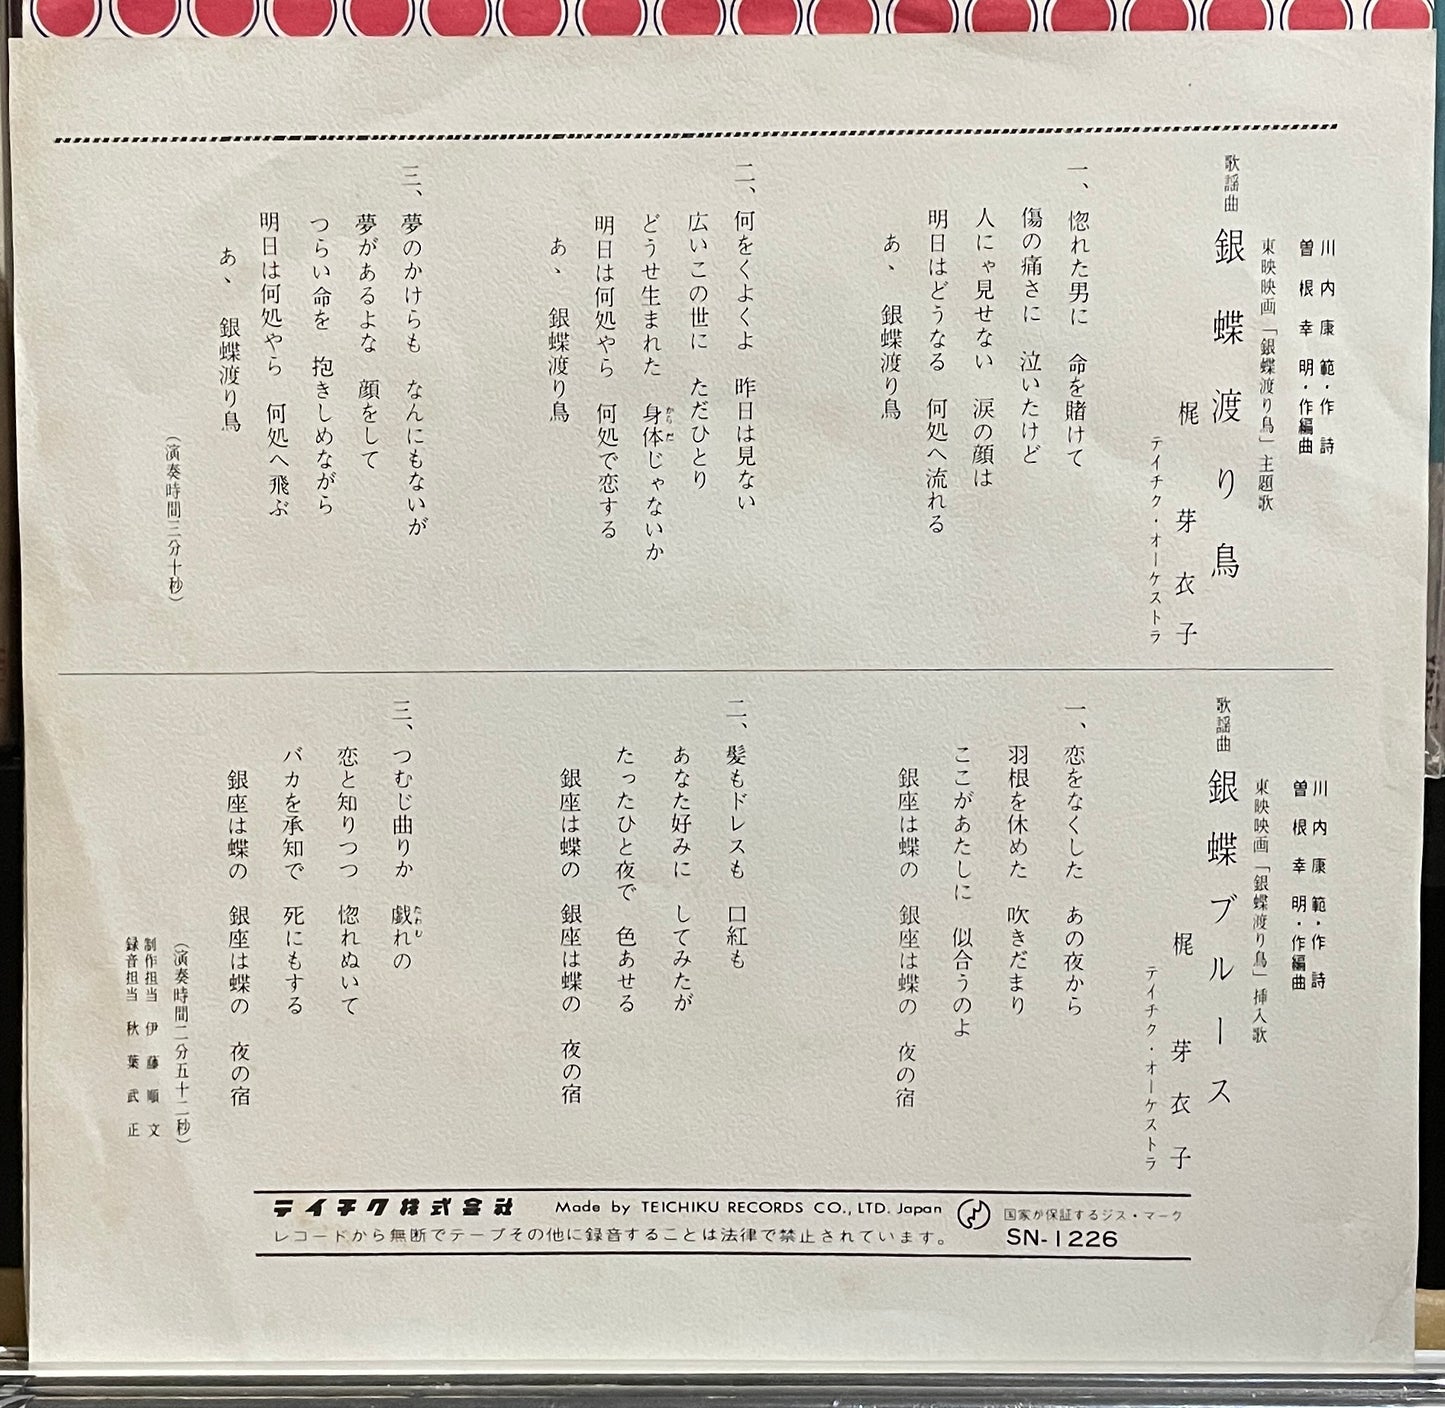 川内康範・作詩
曽根幸明・作編曲
東映映画「銀蝶渡り鳥」主題歌
歌謡曲 銀蝶渡り鳥
梶芽衣子
テイチク・オーケストラ
一、惚れた男に 命を賭けて
傷の痛さに 泣いたけど
人にゃ見せない 涙の顔は
明日はどうなる 何処へ流れる
あゝ 銀蝶渡り鳥
二、何をくよくよ 昨日は見ない
広いこの世に ただひとり
どうせ生まれた 身体じゃないか
からだ
明日は何処やら 何処で恋する
あゝ 銀蝶渡り鳥
三、夢のかけらも なんにもないが
夢があるよな 顔をして
つらい命を 抱きしめながら
明日は何処やら 何処へ飛ぶ
あゝ 銀蝶渡り鳥
(演奏時間三分十秒)
川内康範・作詩
曽根幸明・作編曲
東映映画「銀蝶渡り鳥」挿入歌
歌謡曲 銀蝶ブルース
梶芽衣子
テイチク・オーケストラ
一、恋をなくした あの夜から
羽根を休めた 吹きだまり
ここがあたしに 似合うのよ
銀座は蝶の 銀座は蝶の 夜の宿
二、髪もドレスも 口紅も
あなた好みに してみたが
たったひと夜で 色あせる
銀座は蝶の 銀座は蝶の 夜の宿
三、つむじ曲りか 戯れの
たわむ
恋と知りつつ 惚れぬいて
バカを承知で 死にもする
銀座は蝶の 銀座は蝶の 夜の宿
(演奏時間二分五十二秒)
制作担当 伊藤順文
録音担当 秋葉武正
テイチク株式会社 Made by TEICHIKU RECORDS CO., LTD. Japan
レコードから無断でテープその他に録音することは法律で禁止されています。
国家が保証するジス・マーク
SN-1226